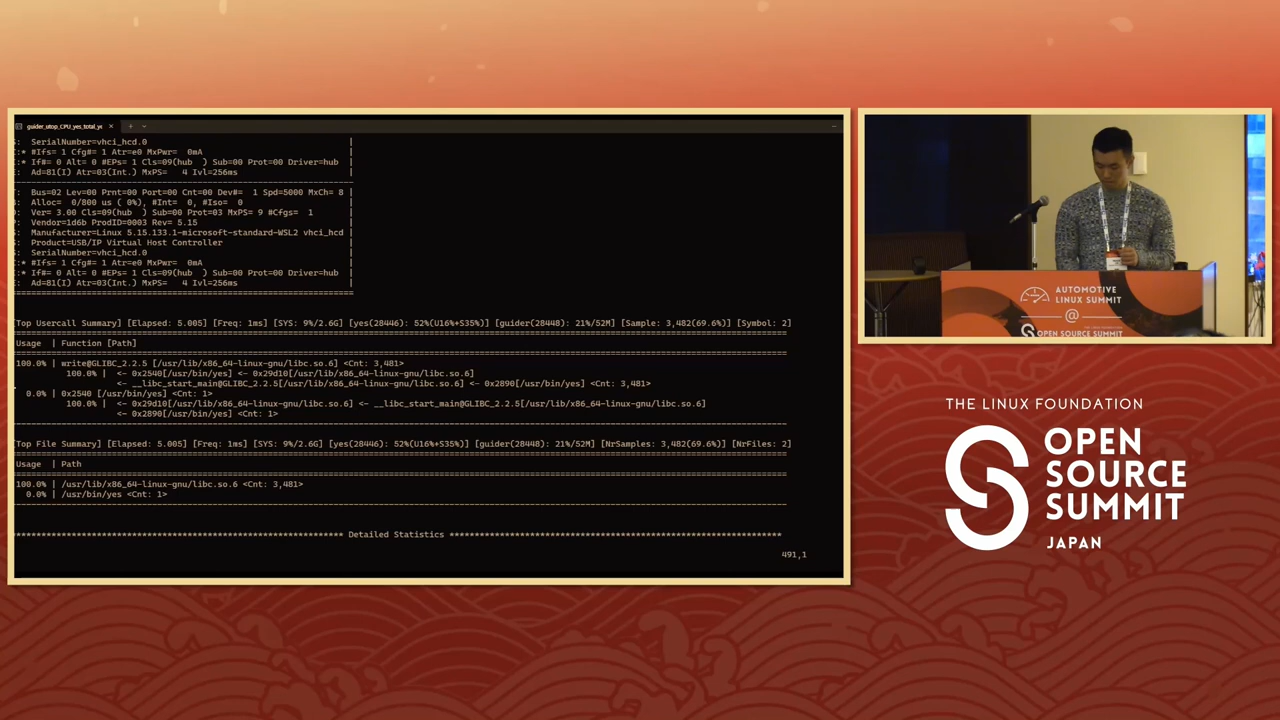 guider_utop_CPU_yes_total_ye
: SerialNumber=vhci_hcd.0 |
:* #Ifs= 1 Cfg#= 1 Atr=e0 MxPwr= 0mA |
:* If#= 0 Alt= 0 #EPs= 1 Cls=09(hub ) Sub=00 Prot=00 Driver=hub |
: Ad=81(I) Atr=03(Int.) MxPS= 4 Ivl=256ms |
: Bus=02 Lev=00 Prnt=00 Port=00 Cnt=00 Dev#= 1 Spd=5000 MxCh= 8 |
: Alloc= 0/800 us ( 0%), #Int= 0, #Iso= 0 |
: Ver= 3.00 Cls=09(hub ) Sub=00 Prot=03 MxPS= 9 #Cfgs= 1 |
: Vendor=1d6b ProdID=0003 Rev= 5.15 |
: Manufacturer=Linux 5.15.133.1-microsoft-standard-WSL2 vhci_hcd |
: Product=USB/IP Virtual Host Controller |
: SerialNumber=vhci_hcd.0 |
:* #Ifs= 1 Cfg#= 1 Atr=e0 MxPwr= 0mA |
:* If#= 0 Alt= 0 #EPs= 1 Cls=09(hub ) Sub=00 Prot=00 Driver=hub |
: Ad=81(I) Atr=03(Int.) MxPS= 4 Ivl=256ms |
[Top Usercall Summary] [Elapsed: 5.005] [Freq: 1ms] [SYS: 9%/2.6G] [yes(28446): 52%(U16%+S35%)] [guider(28448): 21%/52M] [Sample: 3,482(69.6%)] [Symbol: 2]
Usage | Function [Path]
100.0% | write@GLIBC_2.2.5 [/usr/lib/x86_64-linux-gnu/libc.so.6] <Cnt: 3,481>
100.0% | <- 0x2540[/usr/bin/yes] <- 0x29d10[/usr/lib/x86_64-linux-gnu/libc.so.6]
<- __libc_start_main@GLIBC_2.2.5[/usr/lib/x86_64-linux-gnu/libc.so.6] <- 0x2890[/usr/bin/yes] <Cnt: 3,481>
0.0% | 0x2540 [/usr/bin/yes] <Cnt: 1>
100.0% | <- 0x29d10[/usr/lib/x86_64-linux-gnu/libc.so.6] <- __libc_start_main@GLIBC_2.2.5[/usr/lib/x86_64-linux-gnu/libc.so.6]
<- 0x2890[/usr/bin/yes] <Cnt: 1>
[Top File Summary] [Elapsed: 5.005] [Freq: 1ms] [SYS: 9%/2.6G] [yes(28446): 52%(U16%+S35%)] [guider(28448): 21%/52M] [NrSamples: 3,482(69.6%)] [NrFiles: 2]
Usage | Path
100.0% | /usr/lib/x86_64-linux-gnu/libc.so.6 <Cnt: 3,481>
0.0% | /usr/bin/yes <Cnt: 1>
Detailed Statistics
491,1
AUTOMOTIVE
LINUX SUMMIT
@
OPEN SOURCE SUMMIT
THE LINUX FOUNDATION
OPEN
SOURCE
SUMMIT
JAPAN